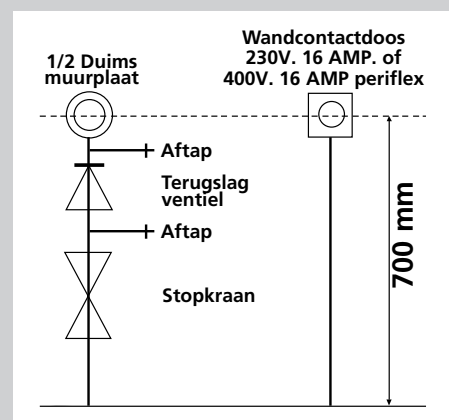 1/2 Duims
muurplaat
Wandcontactdoos
230V. 16 AMP. of
400V. 16 AMP periflex
Aftap
Terugslag
ventiel
Aftap
Stopkraan
700 mm